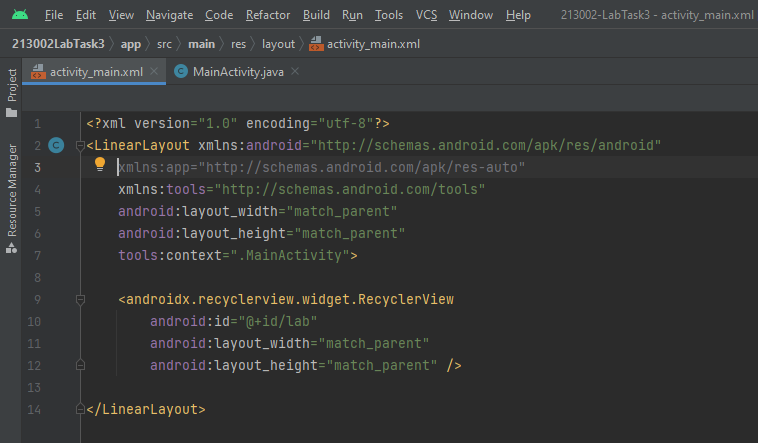 File Edit View Navigate Code Refactor Build Run Tools VCS Window Help 213002-LabTask3 - activity_main.xml
213002LabTask3 app src main res layout activity_main.xml
activity_main.xml MainActivity.java
Project
Resource Manager
1 <?xml version="1.0" encoding="utf-8"?>
2 <LinearLayout xmlns:android="http://schemas.android.com/apk/res/android"
3 xmlns:app="http://schemas.android.com/apk/res-auto"
4 xmlns:tools="http://schemas.android.com/tools"
5 android:layout_width="match_parent"
6 android:layout_height="match_parent"
7 tools:context=".MainActivity">
8
9 <androidx.recyclerview.widget.RecyclerView
10 android:id="@+id/lab"
11 android:layout_width="match_parent"
12 android:layout_height="match_parent" />
13
14 </LinearLayout>